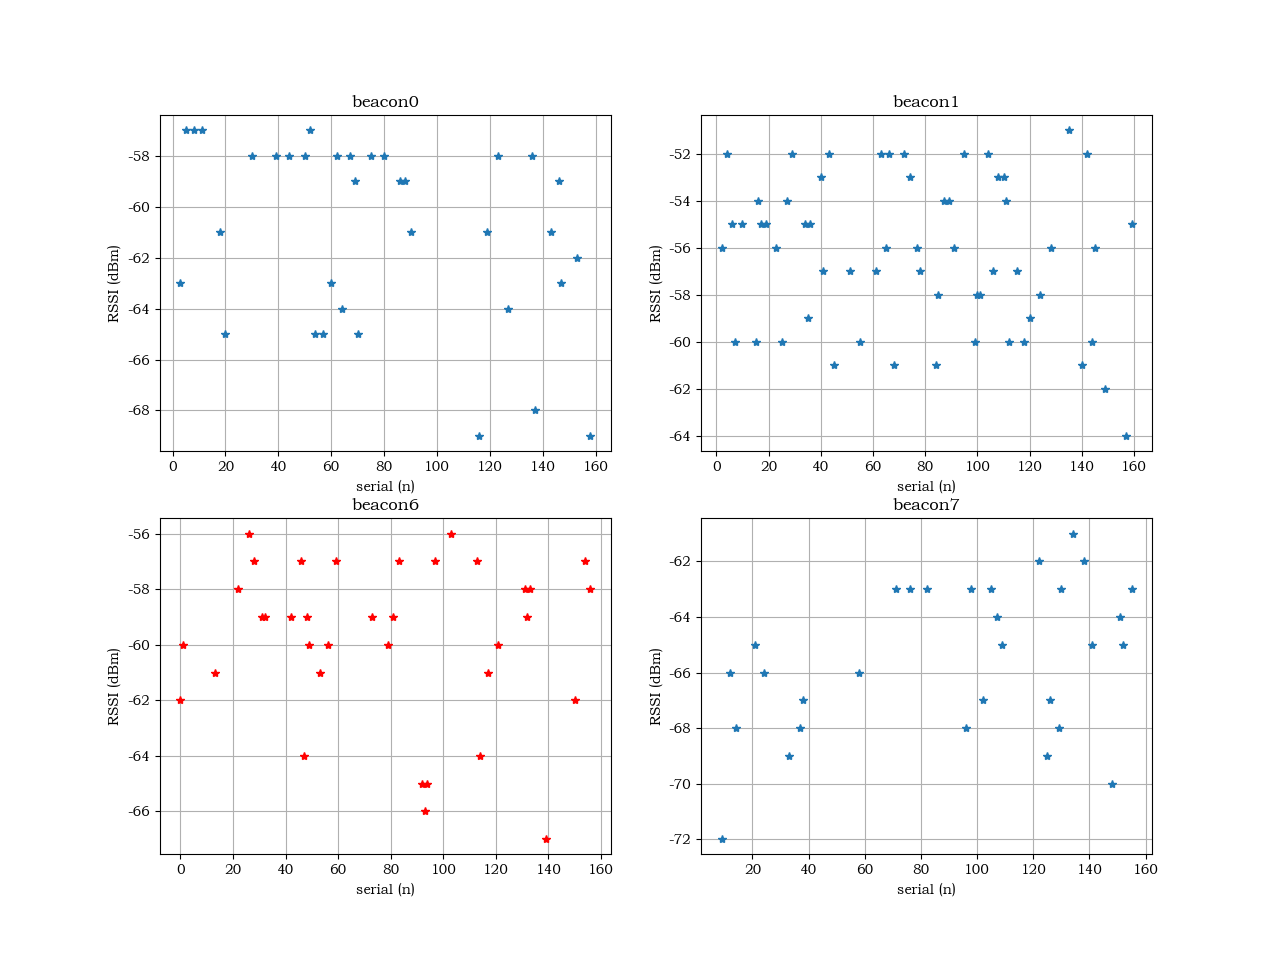 beacon0
RSSI (dBm)
-58
-60
-62
-64
-66
-68
0 20 40 60 80 100 120 140 160
serial (n)
beacon1
RSSI (dBm)
-52
-54
-56
-58
-60
-62
-64
0 20 40 60 80 100 120 140 160
serial (n)
beacon6
RSSI (dBm)
-56
-58
-60
-62
-64
-66
0 20 40 60 80 100 120 140 160
serial (n)
beacon7
RSSI (dBm)
-62
-64
-66
-68
-70
-72
20 40 60 80 100 120 140 160
serial (n)